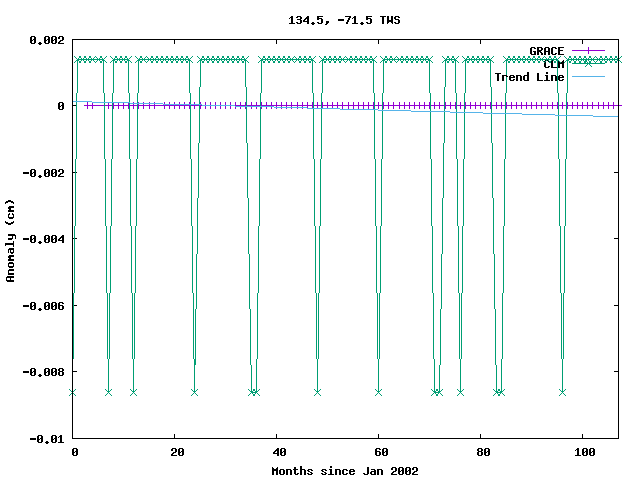 134.5, -71.5 TWS
GRACE
CLM
Trend Line
0.002
0
-0.002
-0.004
-0.006
-0.008
-0.01
Anomaly (cm)
0 20 40 60 80 100
Months since Jan 2002